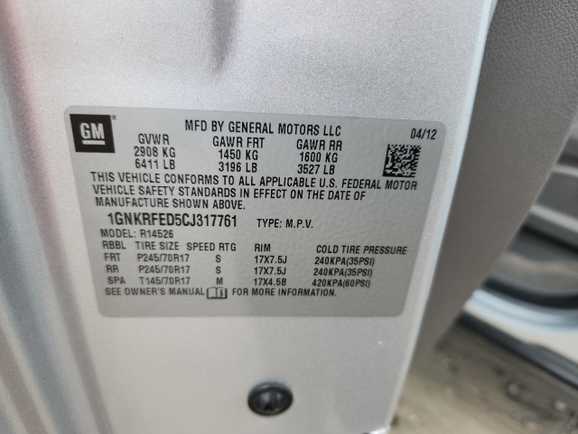 GM
MFD BY GENERAL MOTORS LLC 04/12
GVWR GAWR FRT GAWR RR
2908 KG 1450 KG 1600 KG
6411 LB 3196 LB 3527 LB
THIS VEHICLE CONFORMS TO ALL APPLICABLE U.S. FEDERAL MOTOR
VEHICLE SAFETY STANDARDS IN EFFECT ON THE DATE OF
MANUFACTURE SHOWN ABOVE.
1GNKRFED5CJ317761 TYPE: M.P.V.
MODEL: R14526
RBBL TIRE SIZE SPEED RTG RIM COLD TIRE PRESSURE
FRT P245/70R17 S 17X7.5J 240KPA(35PSI)
RR P245/70R17 S 17X7.5J 240KPA(35PSI)
SPA T145/70R17 M 17X4.5B 420KPA(60PSI)
SEE OWNER'S MANUAL FOR MORE INFORMATION.